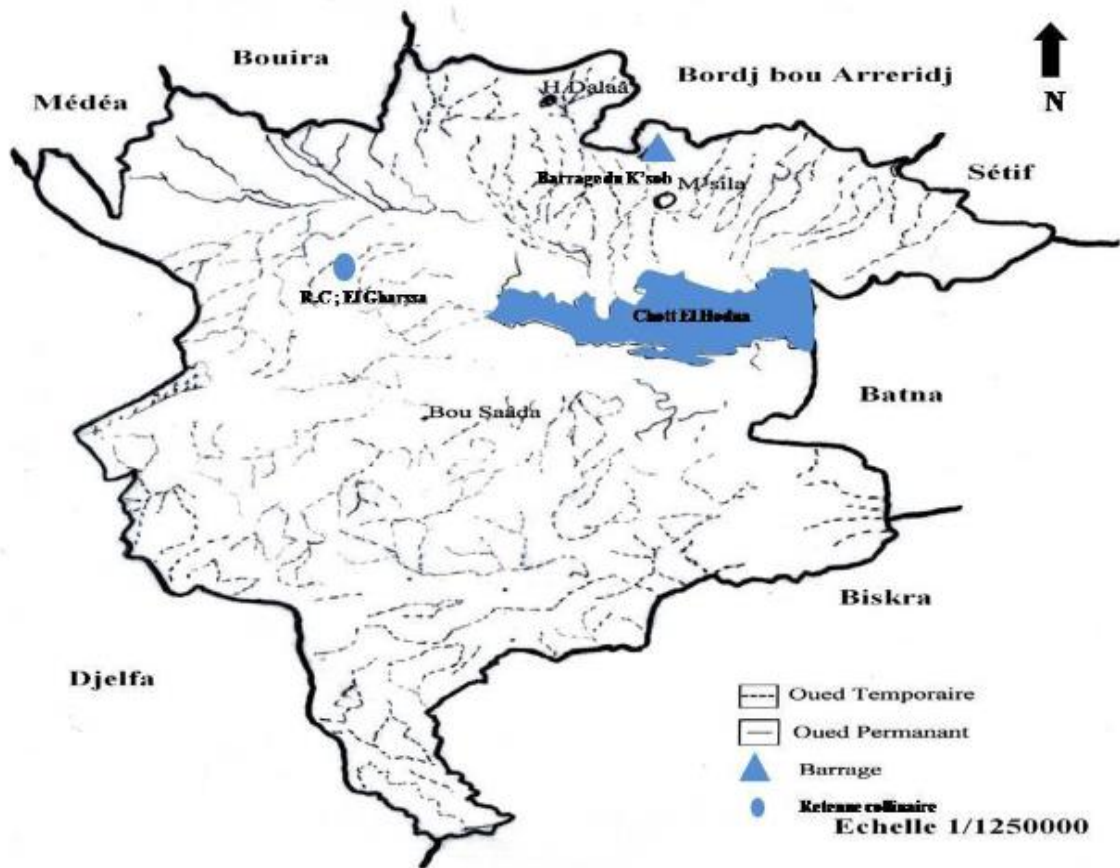 Bouira
Bordj bou Arreridj
N
Médéa
H.Dalaâ
Sétif
Barrage du K'sob
M'sila
R.C ; El Gharssa
Chott El Hodna
Batna
Bou Saâda
Biskra
Djelfa
Oued Temporaire
Oued Permanant
Barrage
Retenue collinaire
Echelle 1/1250000